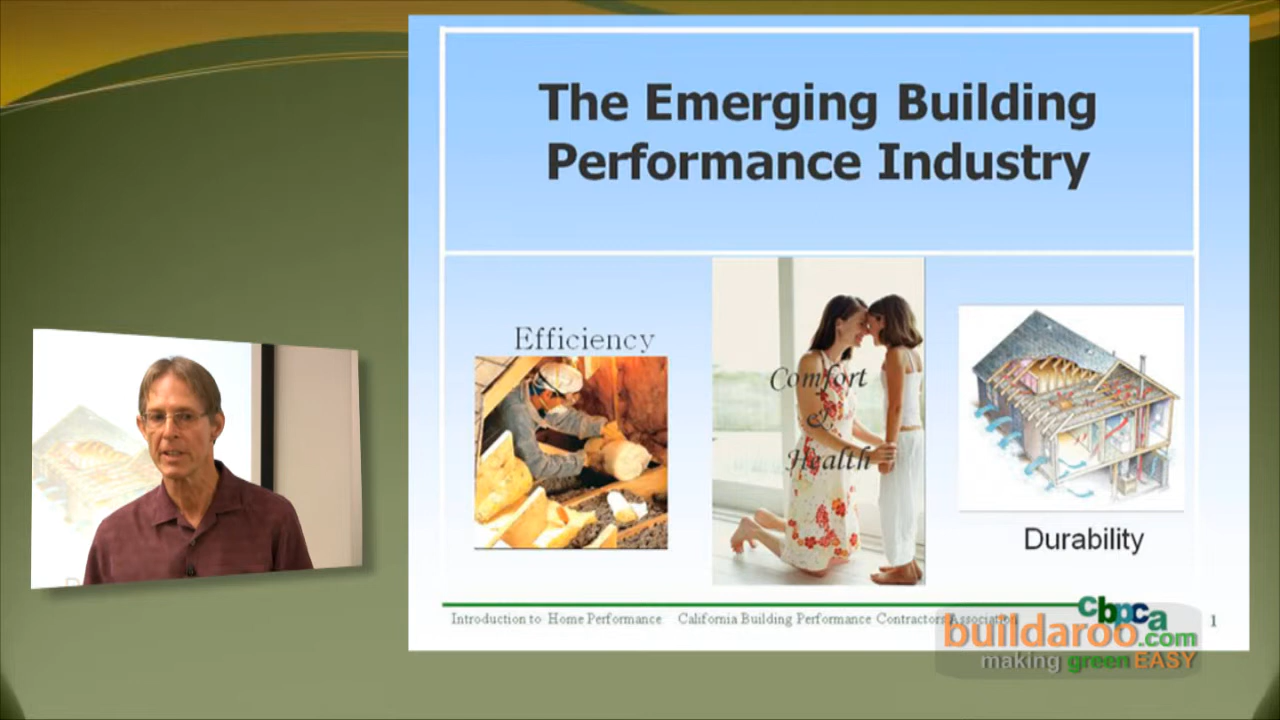 The Emerging Building
Performance Industry
Efficiency
Comfort
&
Health
Durability
Introduction to Home Performance California Building Performance Contractors Association
cbpca
1
buildaroo.com
making green EASY